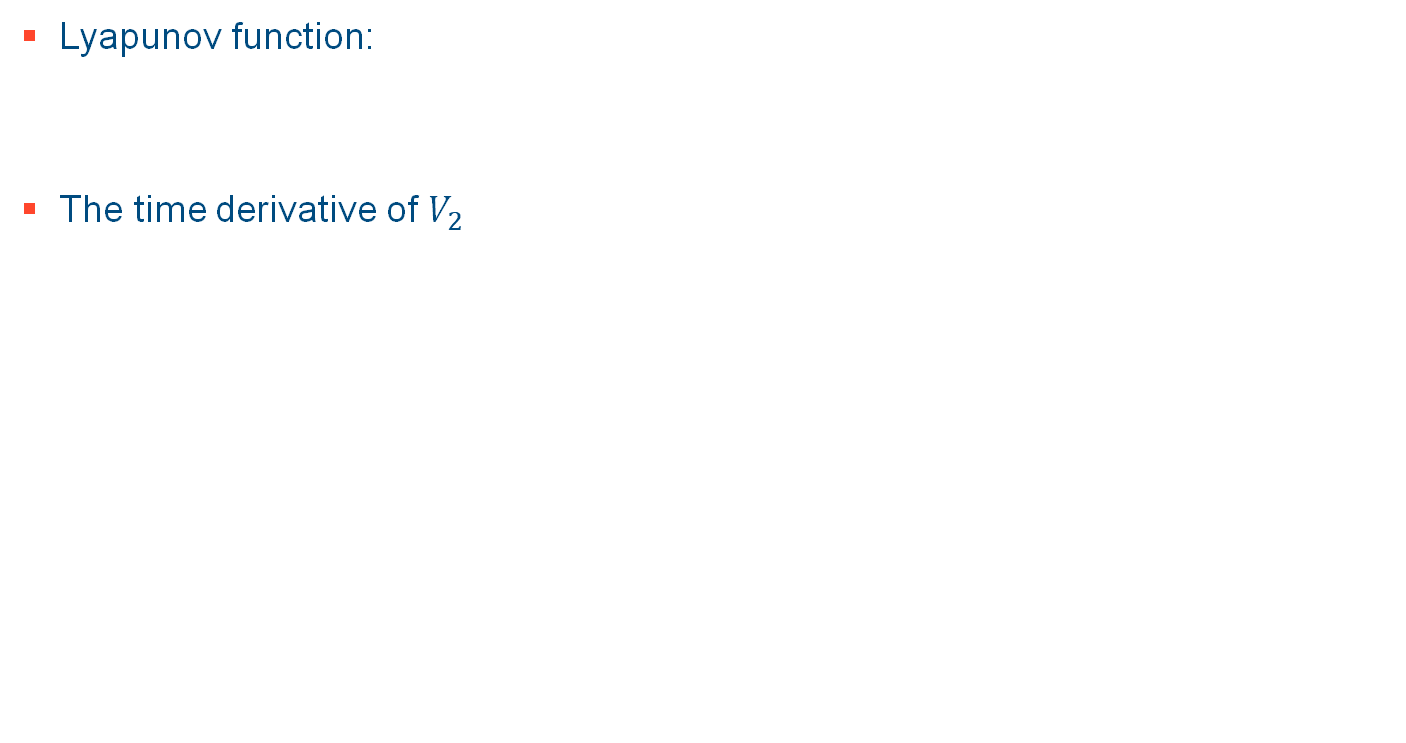 ▪ Lyapunov function:
▪ The time derivative of V₂